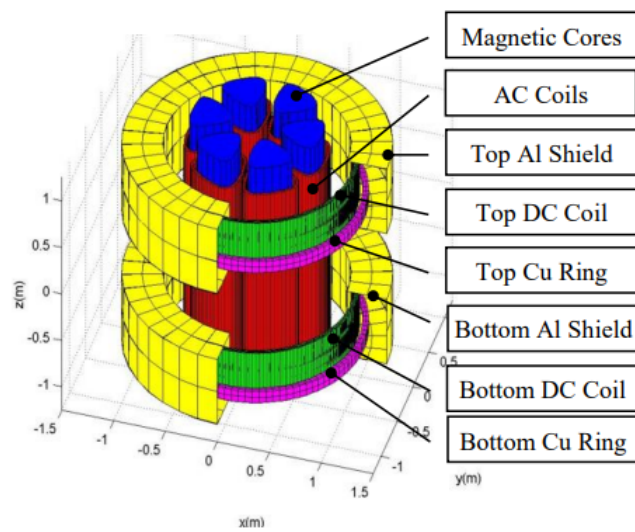 Magnetic Cores
AC Coils
Top Al Shield
Top DC Coil
Top Cu Ring
Bottom Al Shield
Bottom DC Coil
Bottom Cu Ring
z(m)
1
0.5
0
-0.5
-1
-1.5
-1
-0.5
0
0.5
1
1.5
x(m)
0.5
0
-0.5
-1
y(m)